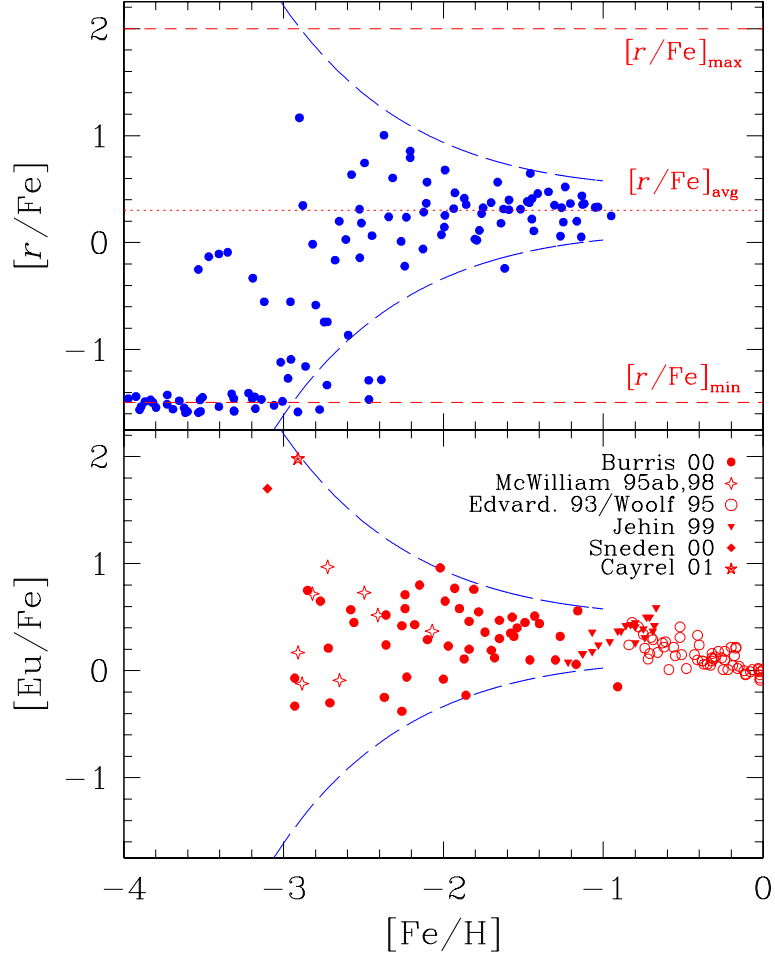 2
[r/Fe]max
1
[r/Fe]avg
[r/Fe]
0
−1
[r/Fe]min
2
Burris 00
McWilliam 95ab,98
Edvard. 93/Woolf 95
Jehin 99
Sneden 00
Cayrel 01
1
[Eu/Fe]
0
−1
−4 −3 −2 −1 0
[Fe/H]